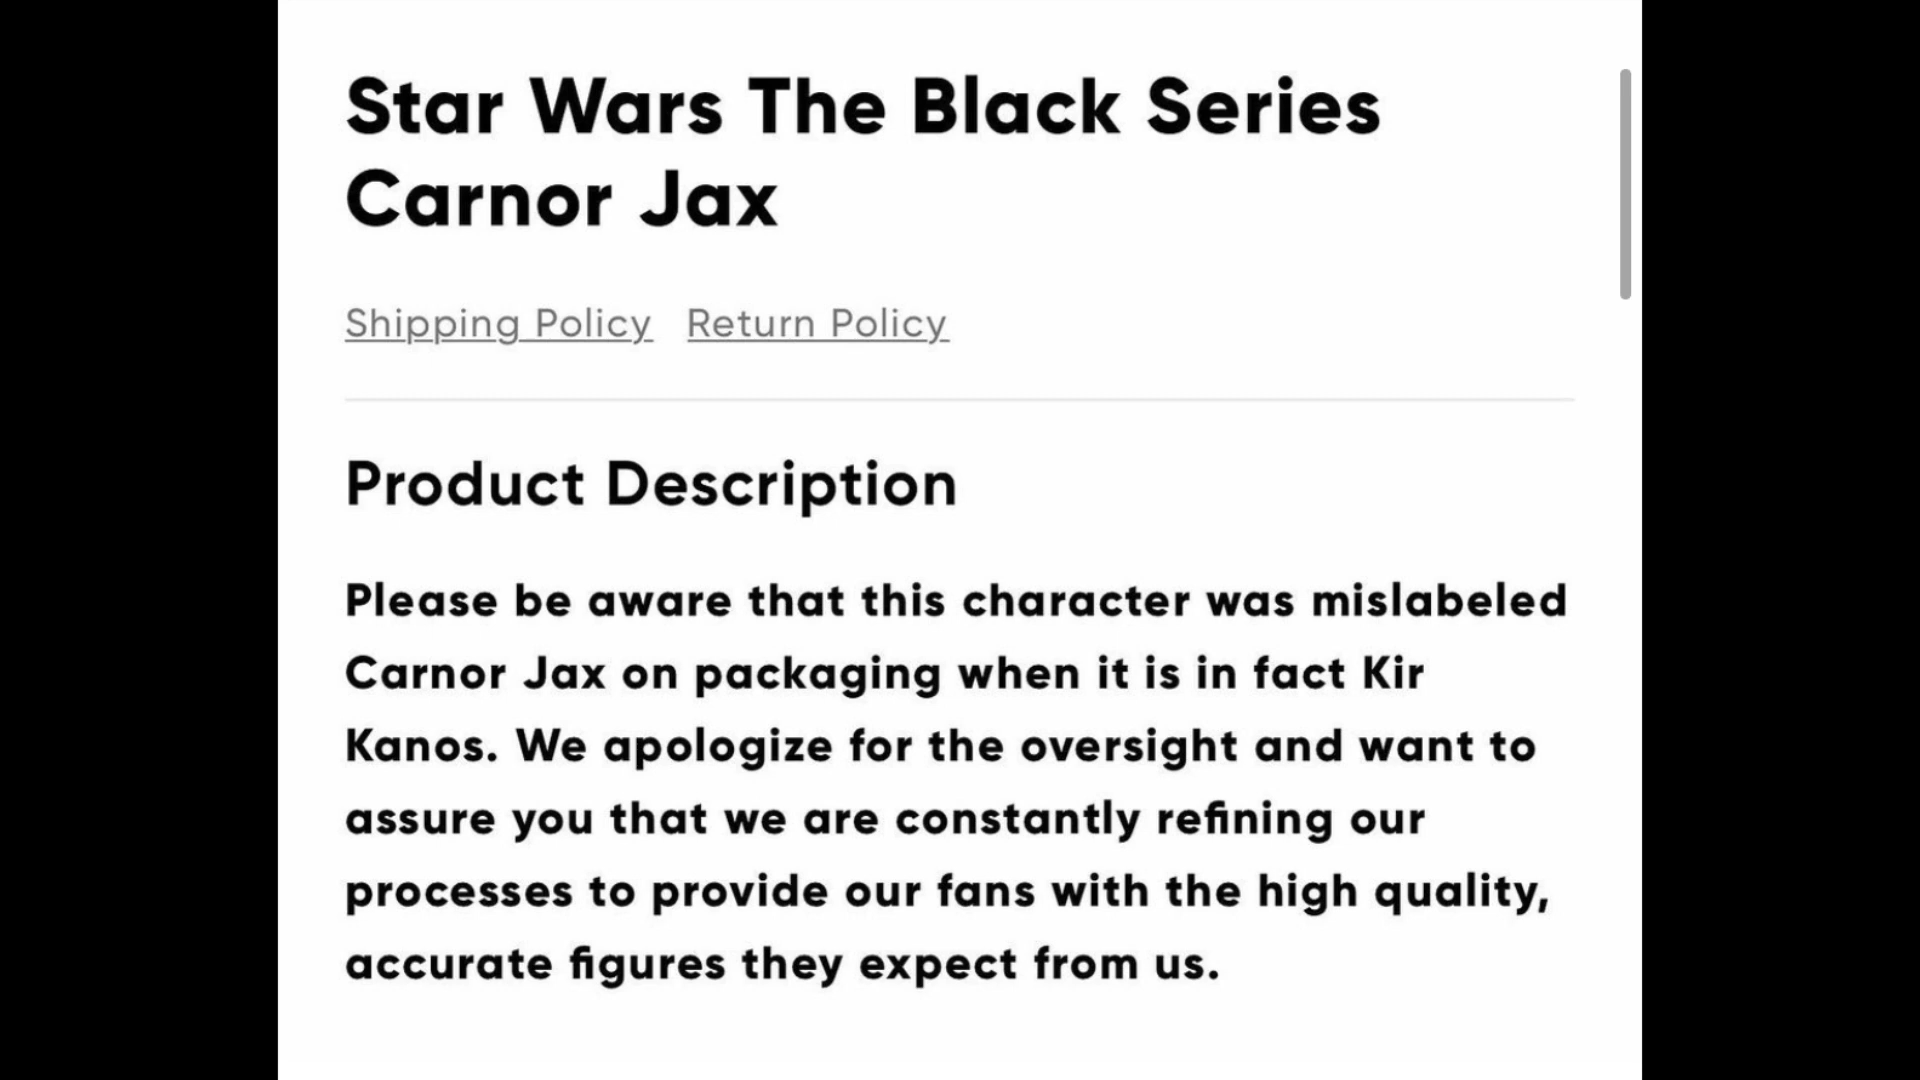 Star Wars The Black Series
Carnor Jax
Shipping Policy Return Policy
Product Description
Please be aware that this character was mislabeled
Carnor Jax on packaging when it is in fact Kir
Kanos. We apologize for the oversight and want to
assure you that we are constantly refining our
processes to provide our fans with the high quality,
accurate figures they expect from us.